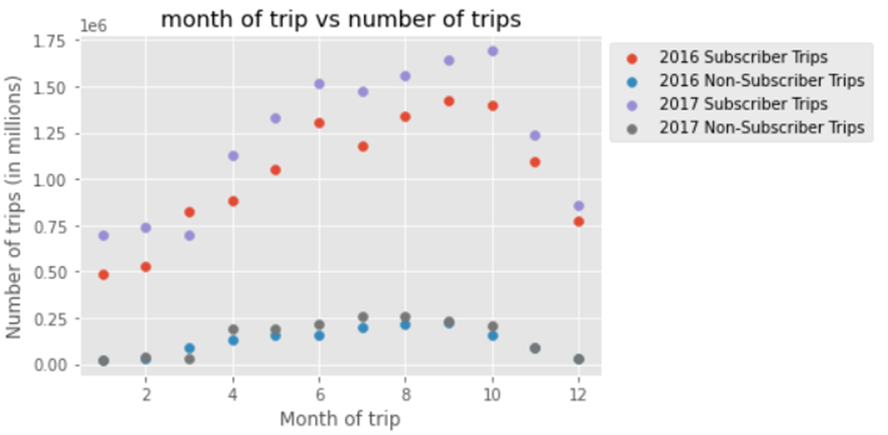 month of trip vs number of trips
1e6
1.75
1.50
1.25
1.00
0.75
0.50
0.25
0.00
Number of trips (in millions)
2 4 6 8 10 12
Month of trip
2016 Subscriber Trips
2016 Non-Subscriber Trips
2017 Subscriber Trips
2017 Non-Subscriber Trips